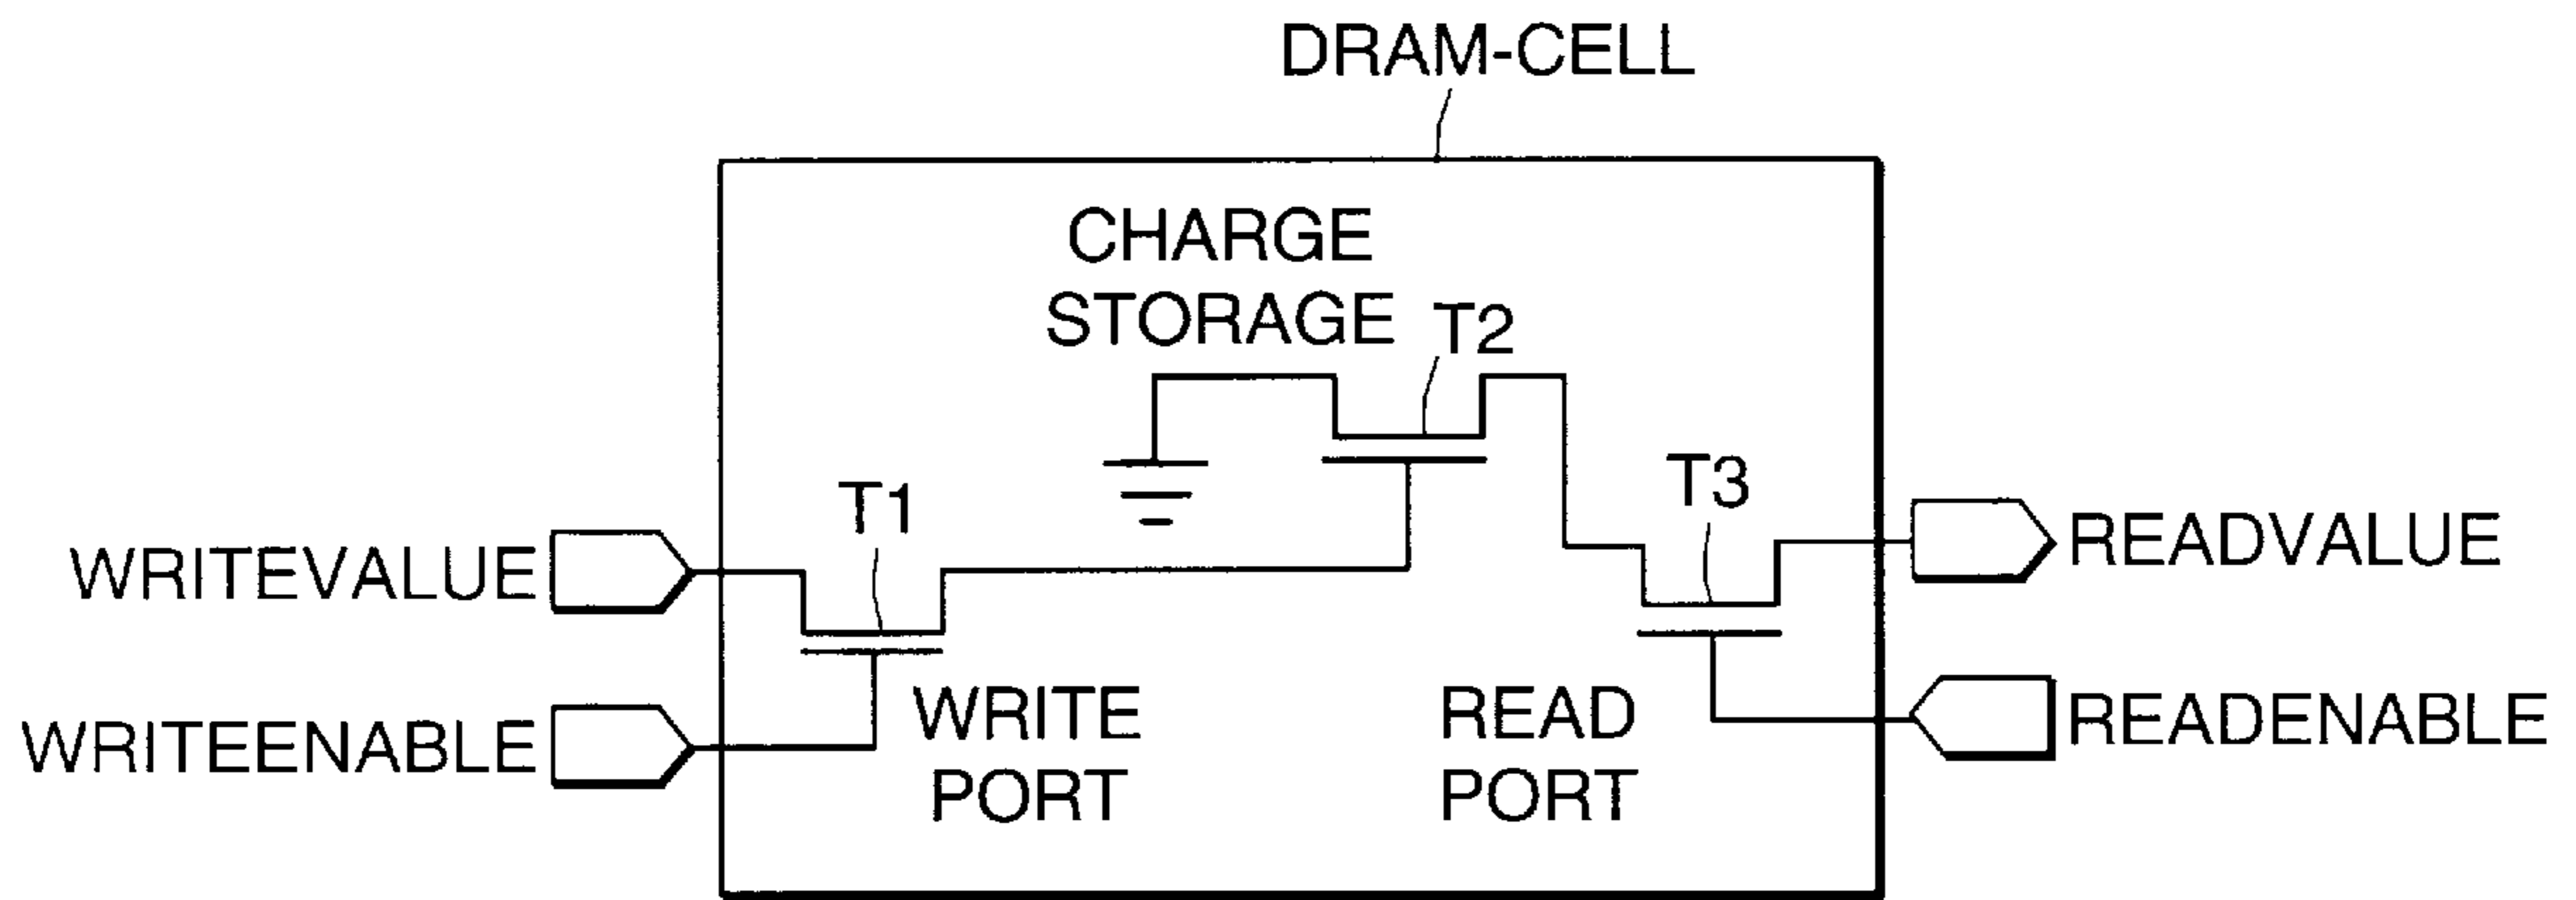 DRAM-CELL
CHARGE
STORAGE
T2
T1
T3
WRITEVALUE
READVALUE
WRITEENABLE
WRITE
PORT
READ
PORT
READENABLE